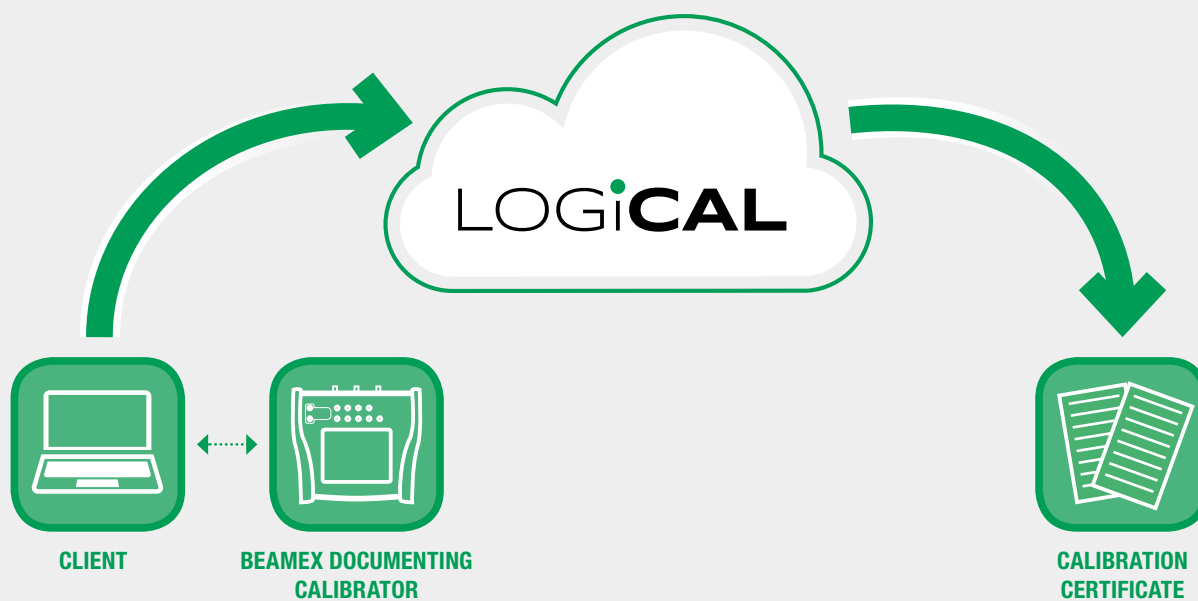 LOGiCAL
CLIENT
BEAMEX DOCUMENTING
CALIBRATOR
CALIBRATION
CERTIFICATE